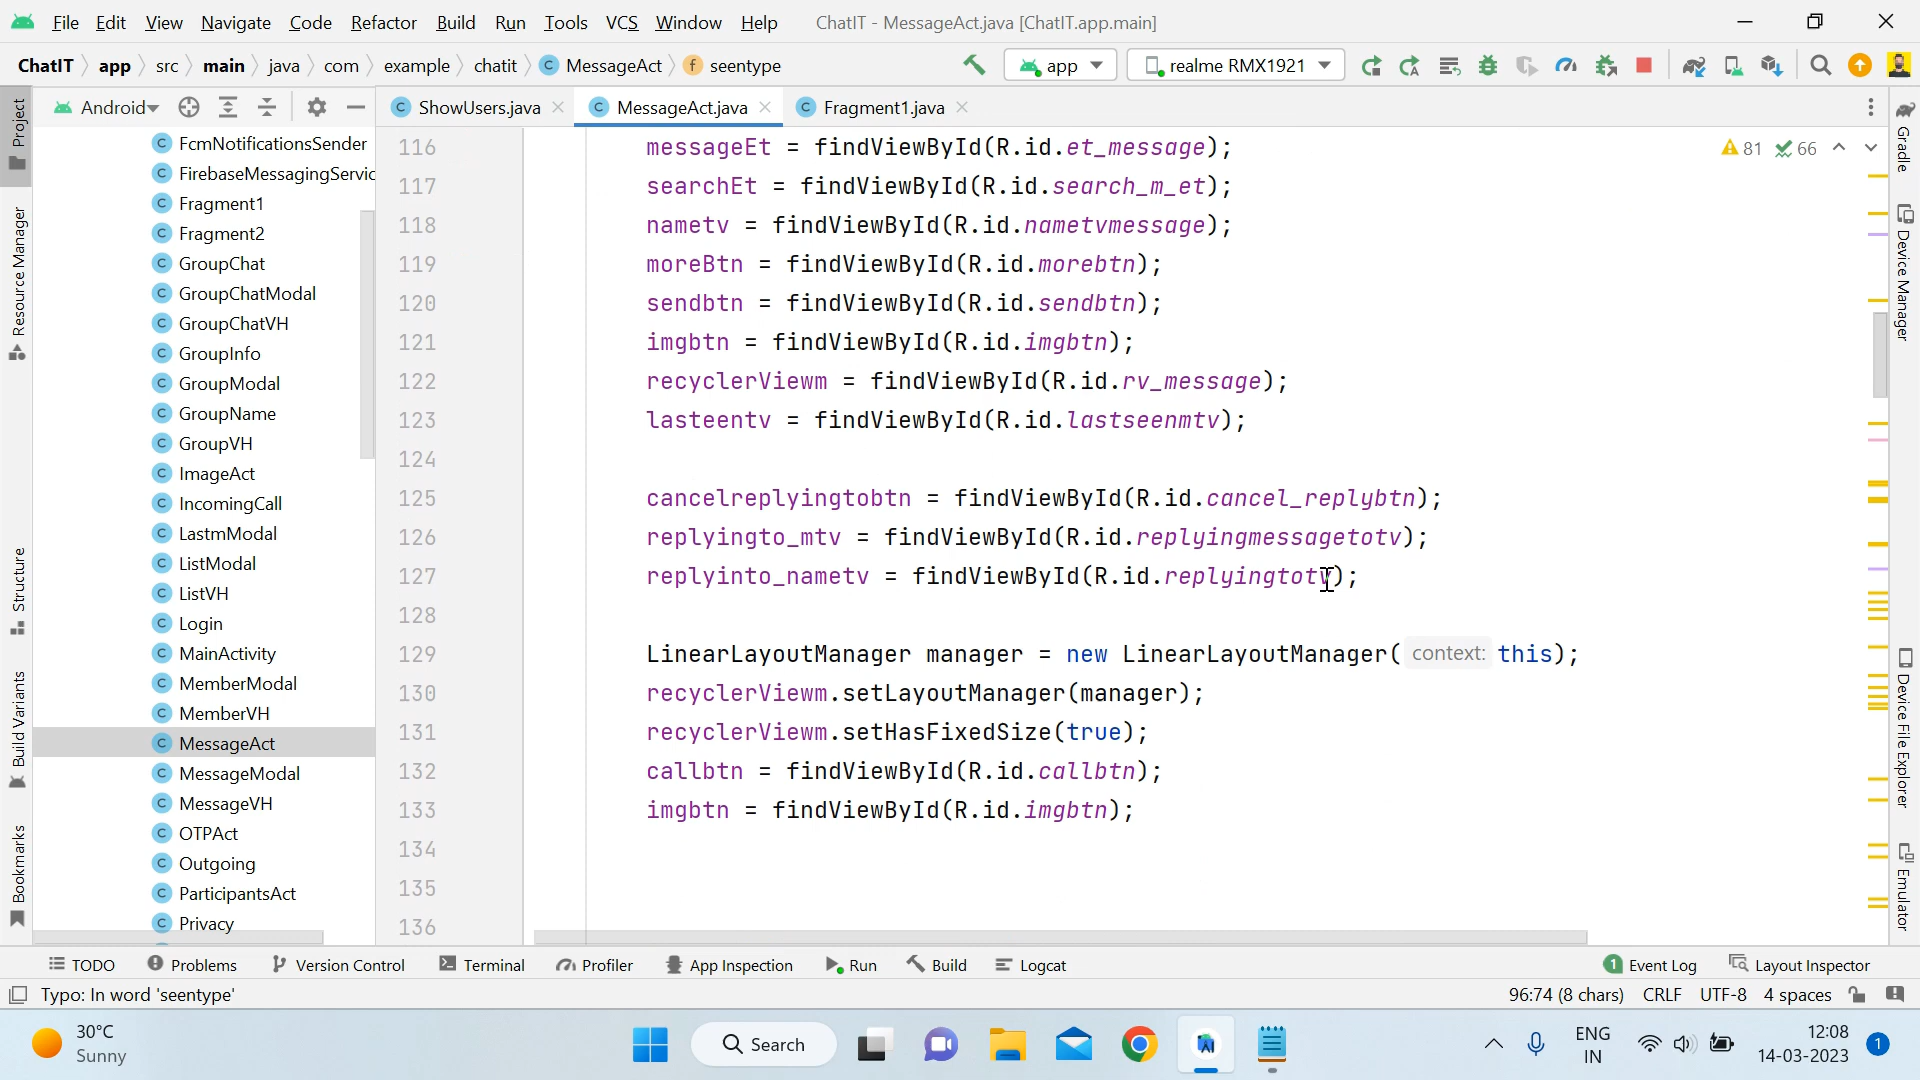 File Edit View Navigate Code Refactor Build Run Tools VCS Window Help ChatIT - MessageAct.java [ChatIT.app.main]
ChatIT app src main java com example chatit C MessageAct f seentype app realme RMX1921
Project
Resource Manager
Structure
Build Variants
Bookmarks
Android
C FcmNotificationsSender
C FirebaseMessagingServic
C Fragment1
C Fragment2
C GroupChat
C GroupChatModal
C GroupChatVH
C GroupInfo
C GroupModal
C GroupName
C GroupVH
C ImageAct
C IncomingCall
C LastmModal
C ListModal
C ListVH
C Login
C MainActivity
C MemberModal
C MemberVH
C MessageAct
C MessageModal
C MessageVH
C OTPAct
C Outgoing
C ParticipantsAct
C Privacy
C ShowUsers.java C MessageAct.java C Fragment1.java
81 66
116 messageEt = findViewById(R.id.et_message);
117 searchEt = findViewById(R.id.search_m_et);
118 nametv = findViewById(R.id.nametvmessage);
119 moreBtn = findViewById(R.id.morebtn);
120 sendbtn = findViewById(R.id.sendbtn);
121 imgbtn = findViewById(R.id.imgbtn);
122 recyclerViewm = findViewById(R.id.rv_message);
123 lasteentv = findViewById(R.id.lastseenmtv);
124
125 cancelreplyingtobtn = findViewById(R.id.cancel_replybtn);
126 replyingto_mtv = findViewById(R.id.replyingmessagetotv);
127 replyinto_nametv = findViewById(R.id.replyingtotv);
128
129 LinearLayoutManager manager = new LinearLayoutManager( context: this);
130 recyclerViewm.setLayoutManager(manager);
131 recyclerViewm.setHasFixedSize(true);
132 callbtn = findViewById(R.id.callbtn);
133 imgbtn = findViewById(R.id.imgbtn);
134
135
136
Gradle
Device Manager
Device File Explorer
Emulator
TODO Problems Version Control Terminal Profiler App Inspection Run Build Logcat 1 Event Log Layout Inspector
Typo: In word 'seentype' 96:74 (8 chars) CRLF UTF-8 4 spaces
30°C
Sunny
Search
ENG
IN
12:08
14-03-2023
1